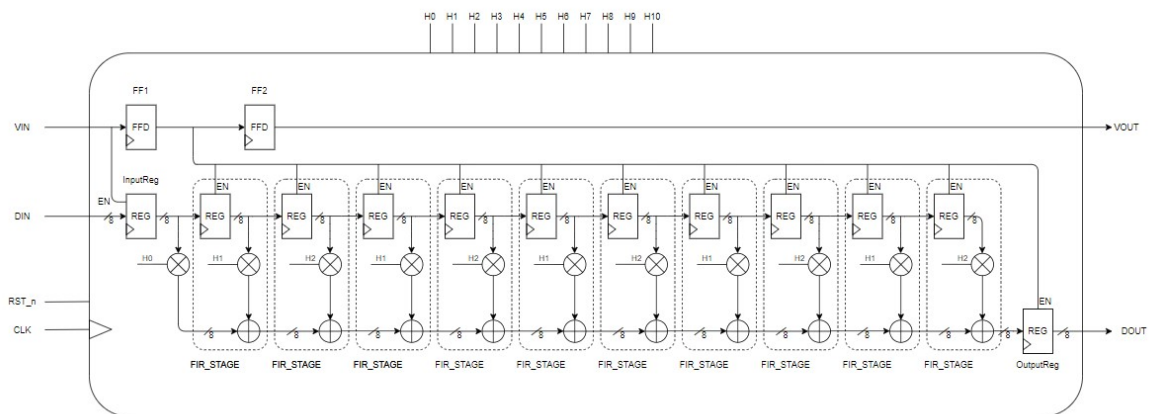 H0 H1 H2 H3 H4 H5 H6 H7 H8 H9 H10
FF1 FF2
VIN FFD FFD VOUT
InputReg
EN EN EN EN EN EN EN EN EN EN EN
DIN 8 REG 8 REG 8 REG 8 REG 8 REG 8 REG 8 REG 8 REG 8 REG 8 REG 8 REG 8
H0 H1 H2 H1 H2 H1 H2 H1 H2 H1 H2
RST_n EN
CLK 8 8 8 8 8 8 8 8 8 8 8 REG 8 DOUT
FIR_STAGE FIR_STAGE FIR_STAGE FIR_STAGE FIR_STAGE FIR_STAGE FIR_STAGE FIR_STAGE FIR_STAGE FIR_STAGE OutputReg